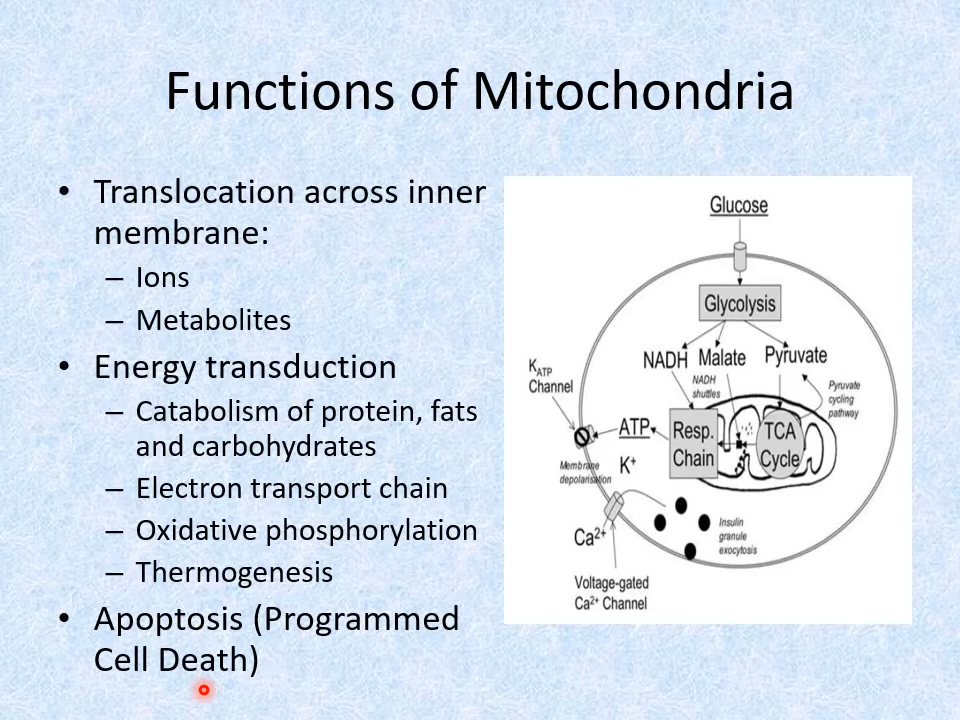 Functions of Mitochondria
• Translocation across inner
membrane:
– Ions
– Metabolites
• Energy transduction
– Catabolism of protein, fats
and carbohydrates
– Electron transport chain
– Oxidative phosphorylation
– Thermogenesis
• Apoptosis (Programmed
Cell Death)
Glucose
Glycolysis
NADH Malate Pyruvate
NADH
shuttles
Pyruvate
cycling
pathway
KATP
Channel
ATP
Resp.
Chain
TCA
Cycle
K+
Membrane
depolarisation
Ca2+
Insulin
granule
exocytosis
Voltage-gated
Ca2+ Channel